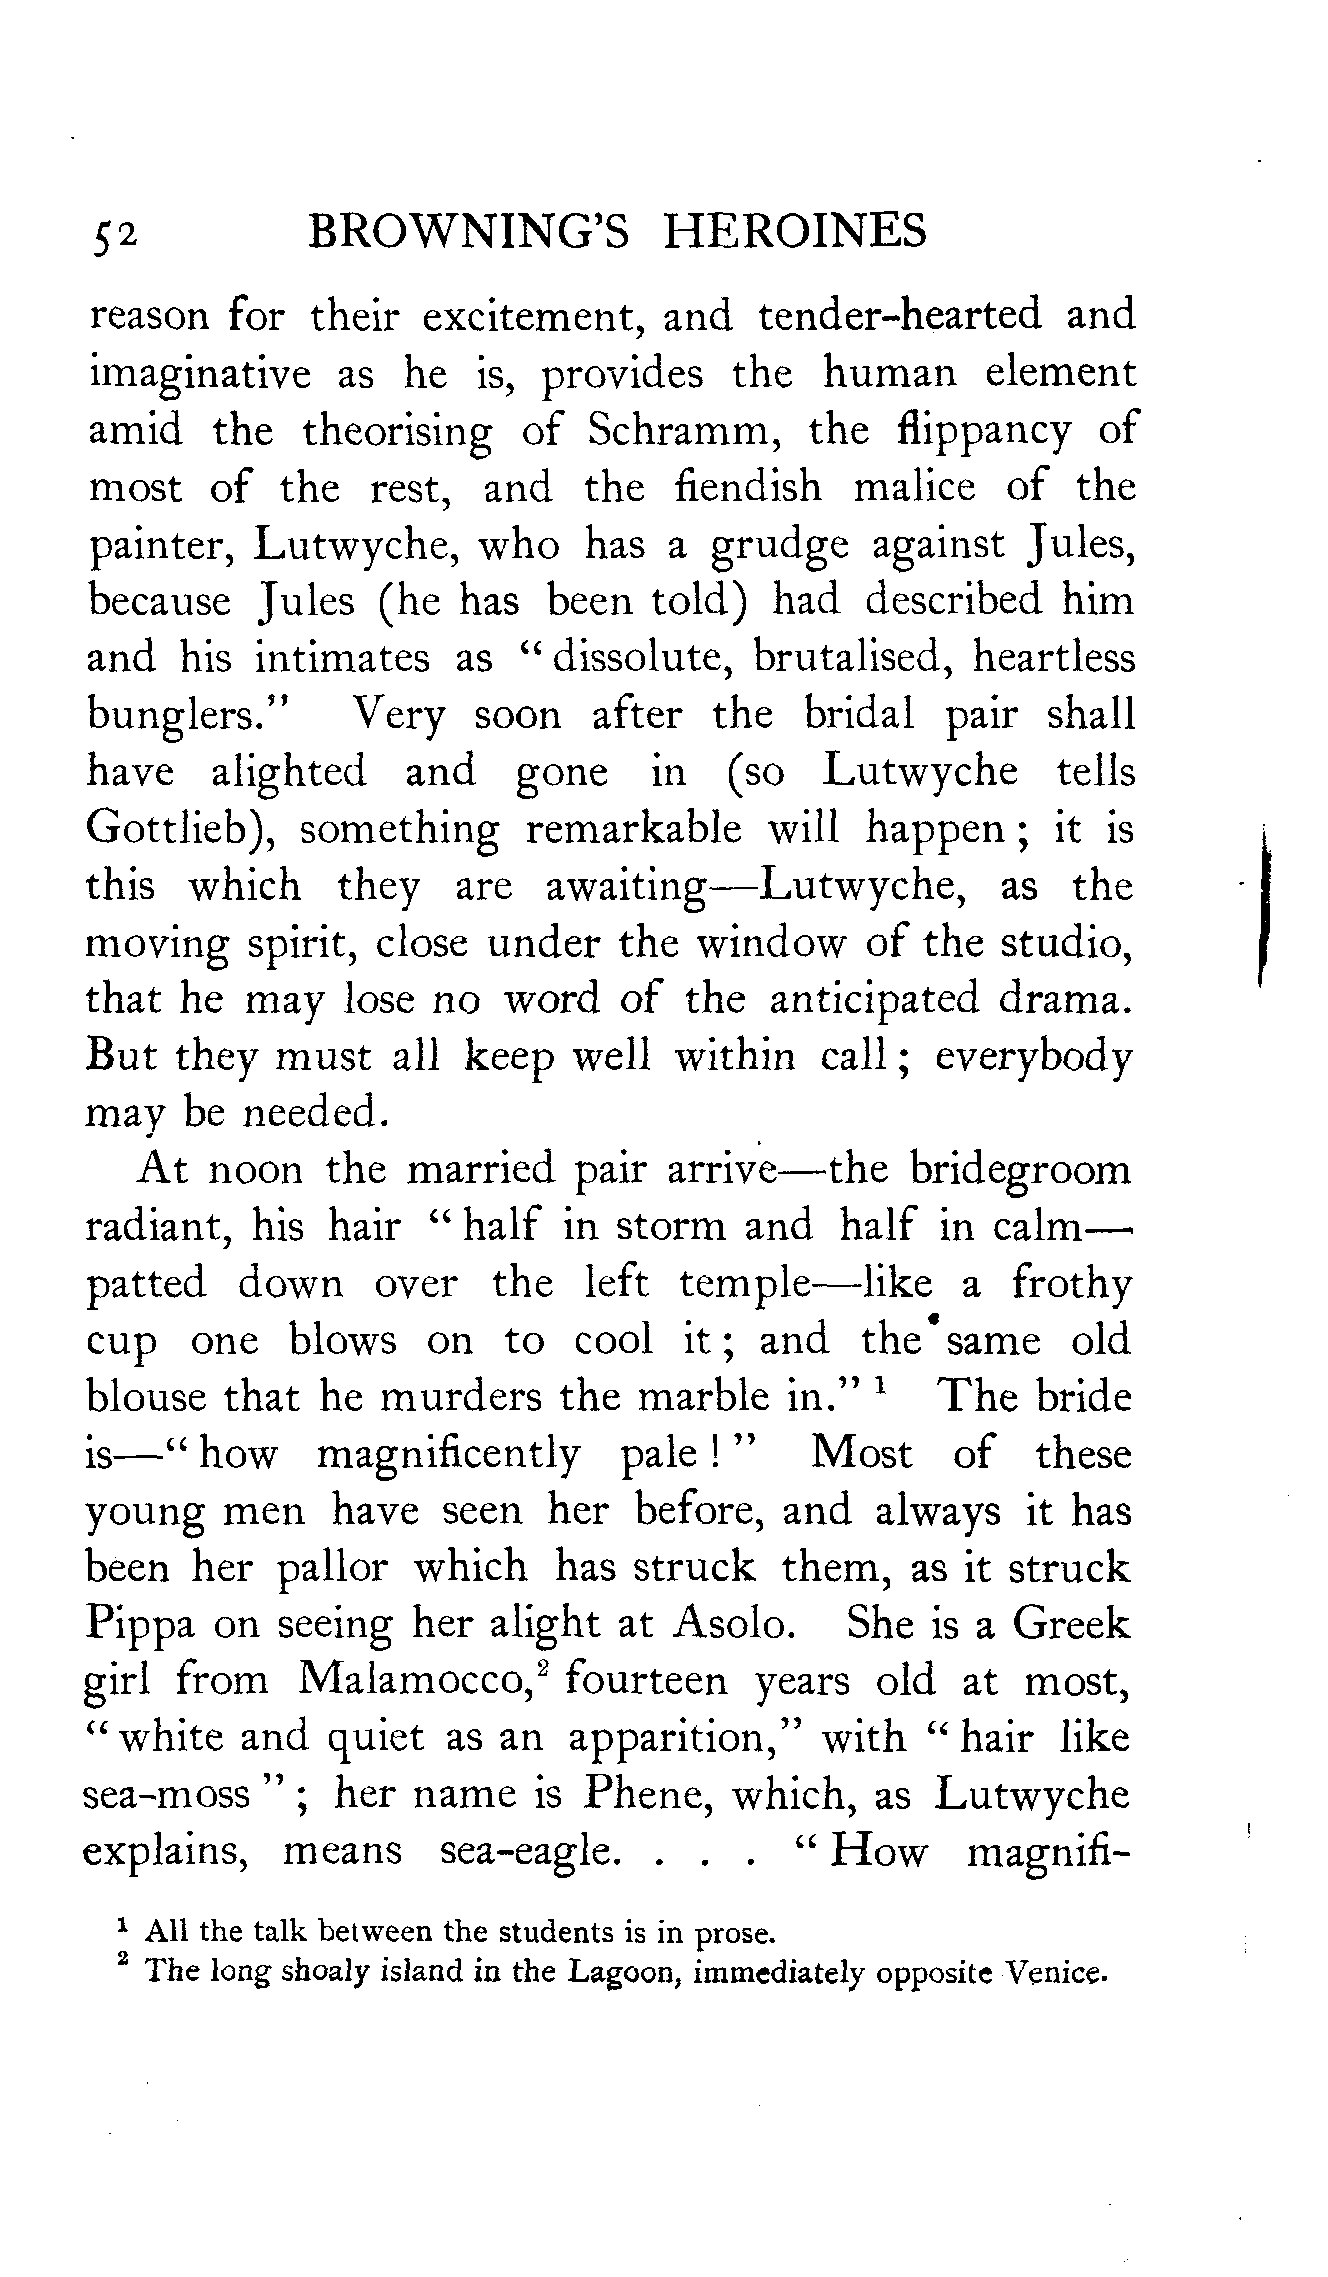 52 BROWNING'S HEROINES
reason for their excitement, and tender-hearted and
imaginative as he is, provides the human element
amid the theorising of Schramm, the flippancy of
most of the rest, and the fiendish malice of the
painter, Lutwyche, who has a grudge against Jules,
because Jules (he has been told) had described him
and his intimates as “ dissolute, brutalised, heartless
bunglers.” Very soon after the bridal pair shall
have alighted and gone in (so Lutwyche tells
Gottlieb), something remarkable will happen ; it is
this which they are awaiting—Lutwyche, as the
moving spirit, close under the window of the studio,
that he may lose no word of the anticipated drama.
But they must all keep well within call ; everybody
may be needed.
At noon the married pair arrive—the bridegroom
radiant, his hair “ half in storm and half in calm—
patted down over the left temple—like a frothy
cup one blows on to cool it ; and the same old
blouse that he murders the marble in.” ¹ The bride
is—“ how magnificently pale ! ” Most of these
young men have seen her before, and always it has
been her pallor which has struck them, as it struck
Pippa on seeing her alight at Asolo. She is a Greek
girl from Malamocco,² fourteen years old at most,
“ white and quiet as an apparition,” with “ hair like
sea-moss ” ; her name is Phene, which, as Lutwyche
explains, means sea-eagle. . . . “ How magnifi-
¹ All the talk between the students is in prose.
² The long shoaly island in the Lagoon, immediately opposite Venice.